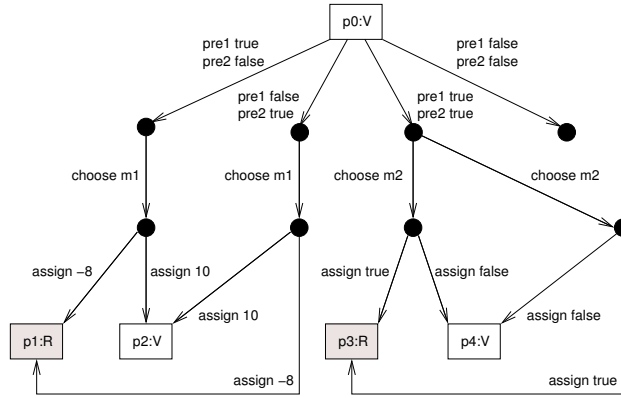 p0:V
pre1 true
pre2 false
pre1 false
pre2 true
pre1 true
pre2 true
pre1 false
pre2 false
choose m1
choose m1
choose m2
choose m2
assign −8
assign 10
assign 10
assign true
assign false
assign false
p1:R
p2:V
p3:R
p4:V
assign −8
assign true